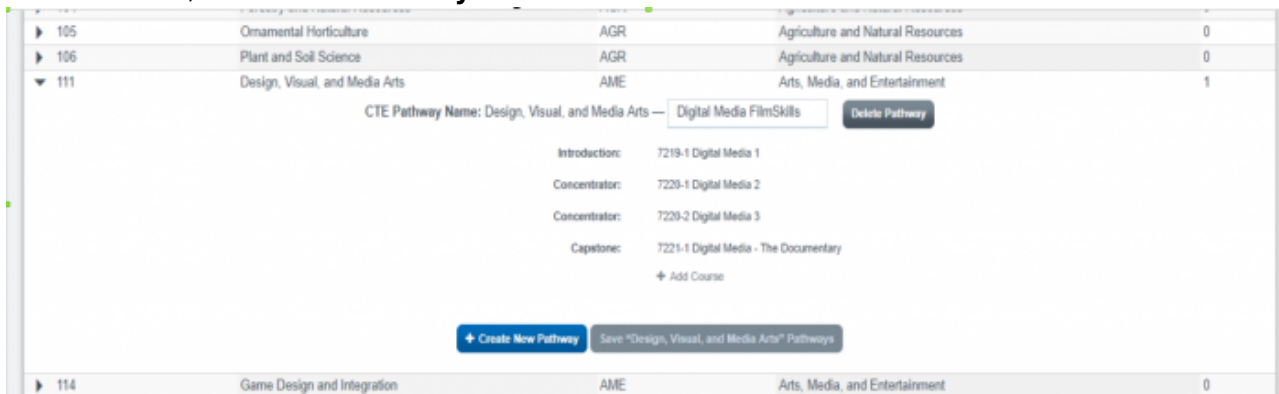 105 Ornamental Horticulture AGR Agriculture and Natural Resources 0
106 Plant and Soil Science AGR Agriculture and Natural Resources 0
111 Design, Visual, and Media Arts AME Arts, Media, and Entertainment 1
CTE Pathway Name: Design, Visual, and Media Arts — Digital Media FilmSkills Delete Pathway
Introduction: 7219-1 Digital Media 1
Concentrator: 7220-1 Digital Media 2
Concentrator: 7220-2 Digital Media 3
Capstone: 7221-1 Digital Media - The Documentary
+ Add Course
+ Create New Pathway Save "Design, Visual, and Media Arts" Pathways
114 Game Design and Integration AME Arts, Media, and Entertainment 0